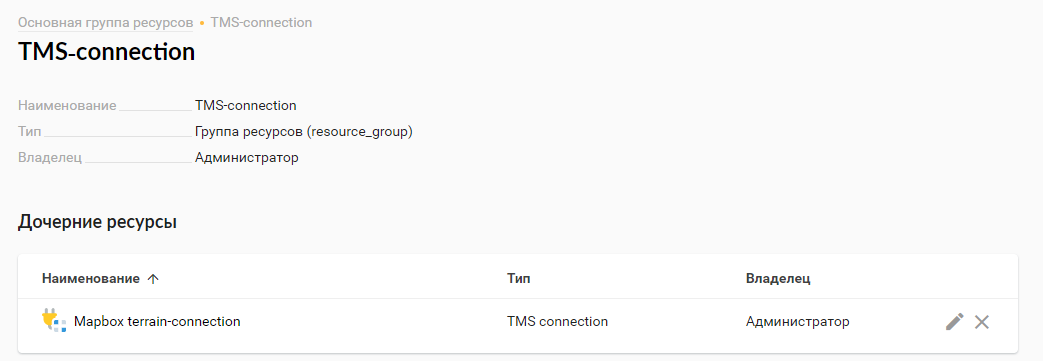 Основная группа ресурсов • TMS-connection
TMS-connection
Наименование TMS-connection
Тип Группа ресурсов (resource_group)
Владелец Администратор
Дочерние ресурсы
Наименование ↑ Тип Владелец
Mapbox terrain-connection TMS connection Администратор